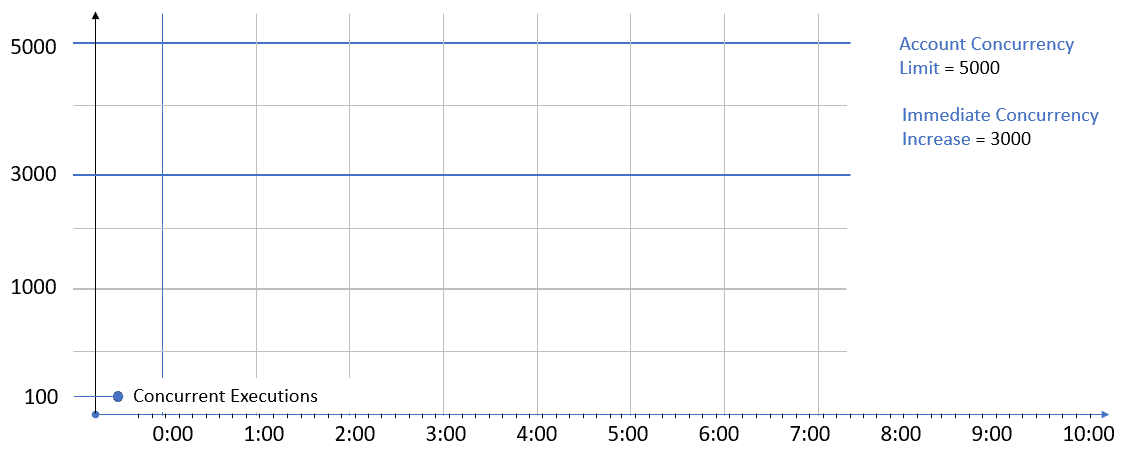 5000
3000
1000
100
Account Concurrency
Limit = 5000
Immediate Concurrency
Increase = 3000
Concurrent Executions
0:00 1:00 2:00 3:00 4:00 5:00 6:00 7:00 8:00 9:00 10:00